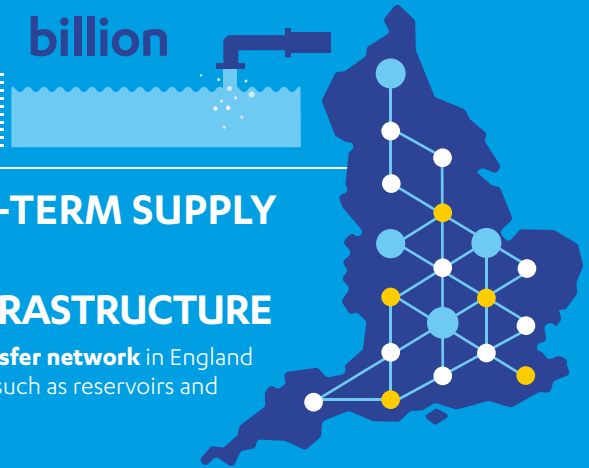 billion
-TERM SUPPLY
RASTRUCTURE
sfer network in England
such as reservoirs and